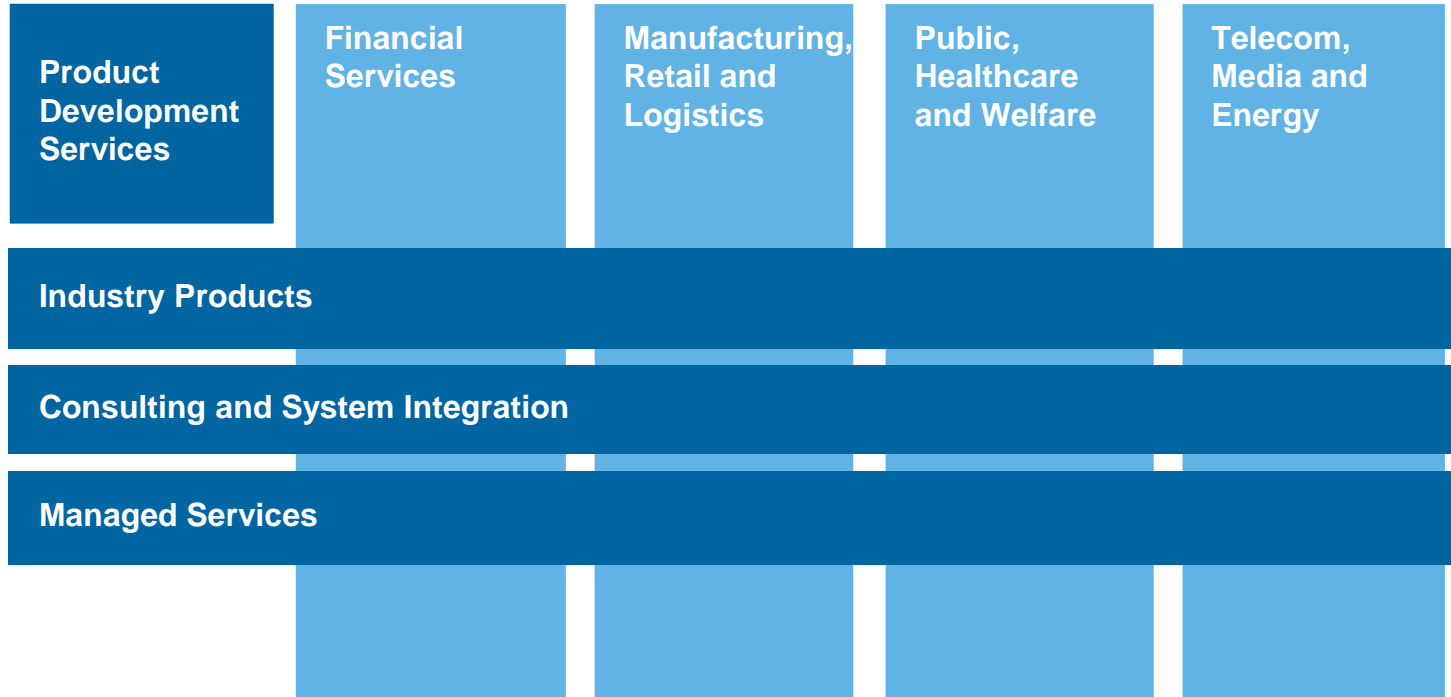 Product
Development
Services
Financial
Services
Manufacturing,
Retail and
Logistics
Public,
Healthcare
and Welfare
Telecom,
Media and
Energy
Industry Products
Consulting and System Integration
Managed Services